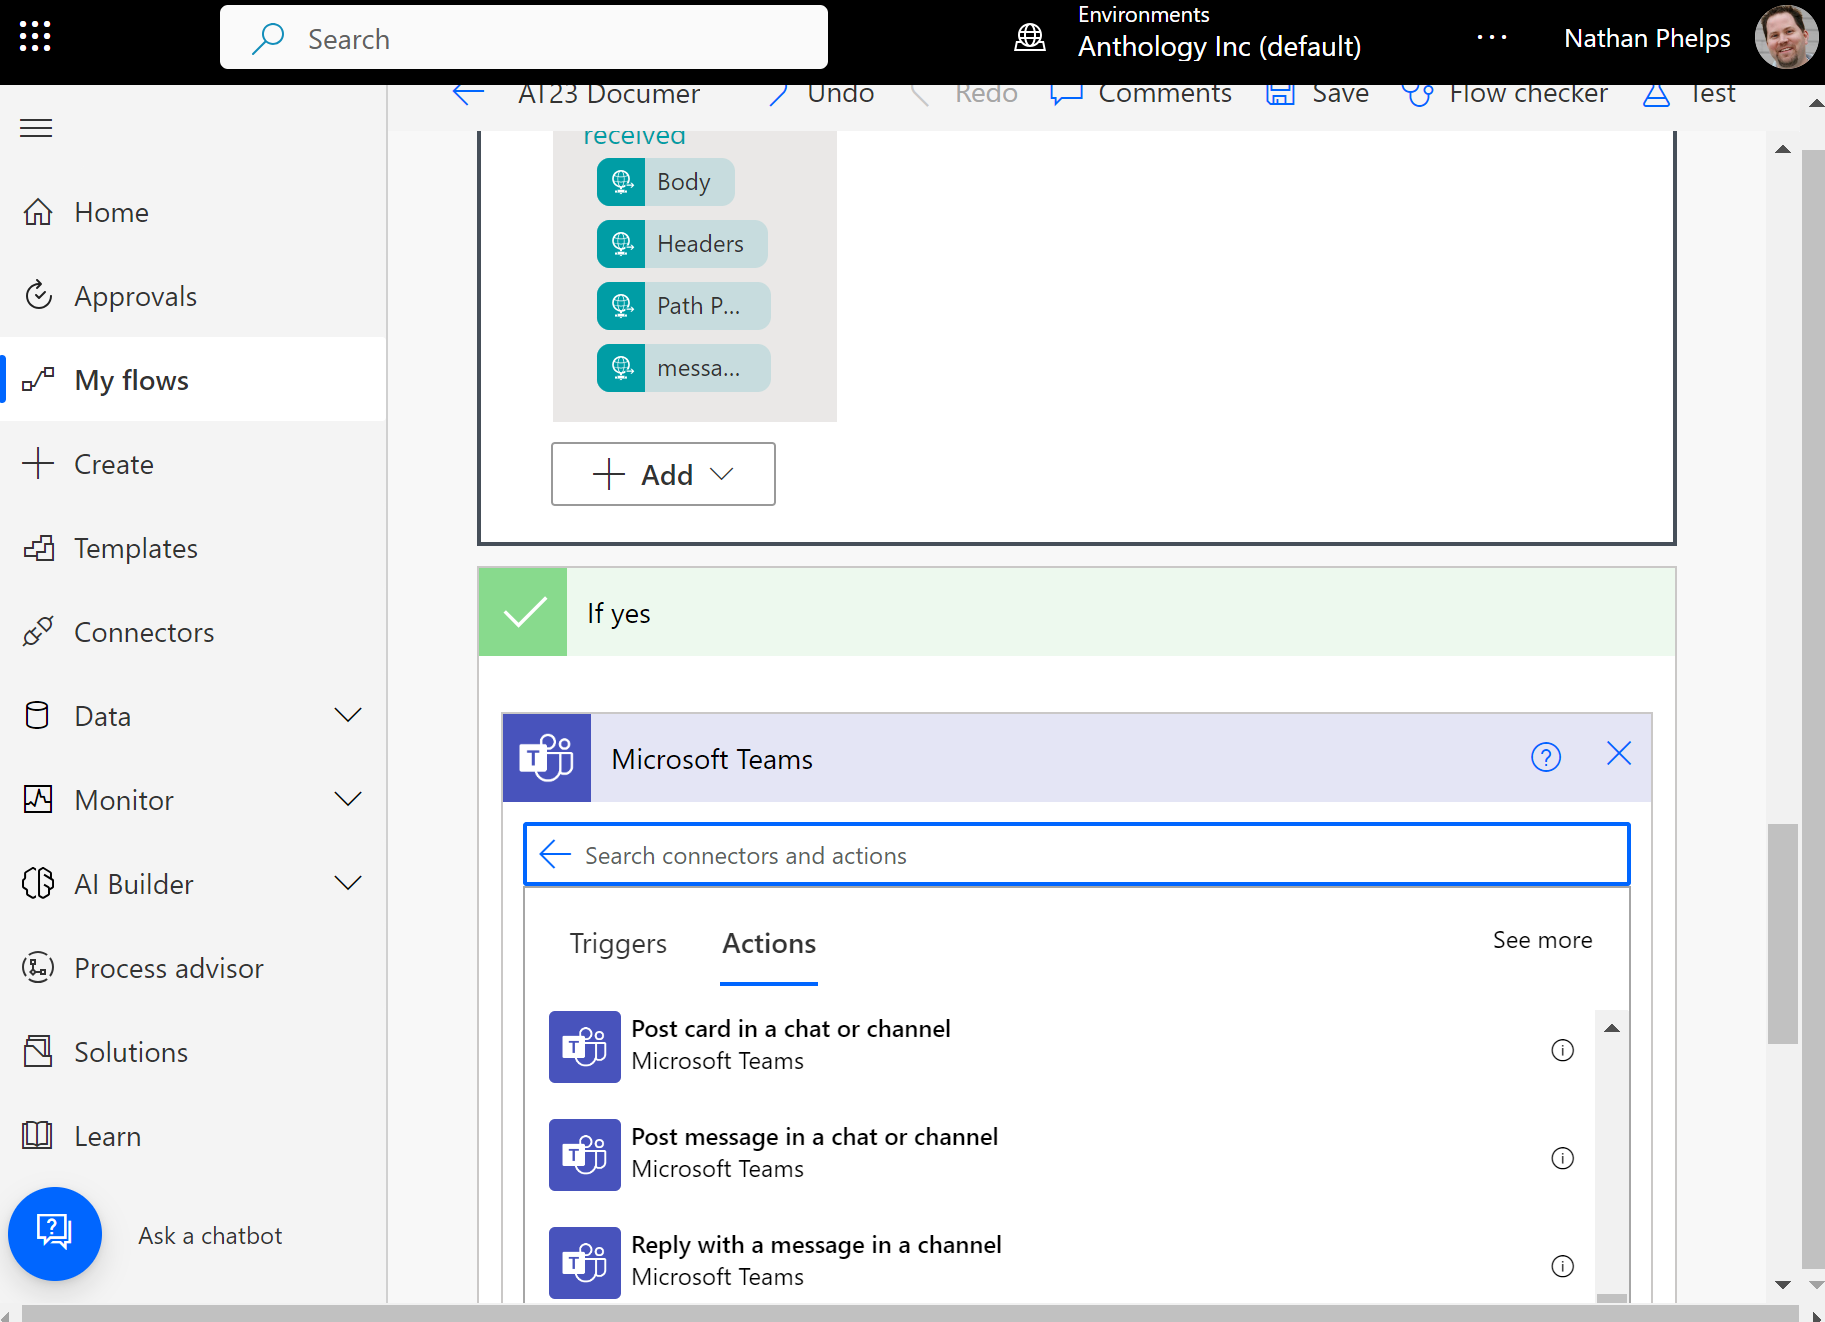 Search
Environments
Anthology Inc (default)
Nathan Phelps
AT23 Documer
Undo
Redo
Comments
Save
Flow checker
Test
Home
Approvals
My flows
Create
Templates
Connectors
Data
Monitor
AI Builder
Process advisor
Solutions
Learn
Ask a chatbot
received
Body
Headers
Path P...
messa...
Add
If yes
T
Microsoft Teams
?
Search connectors and actions
Triggers
Actions
See more
T
Post card in a chat or channel
Microsoft Teams
T
Post message in a chat or channel
Microsoft Teams
T
Reply with a message in a channel
Microsoft Teams